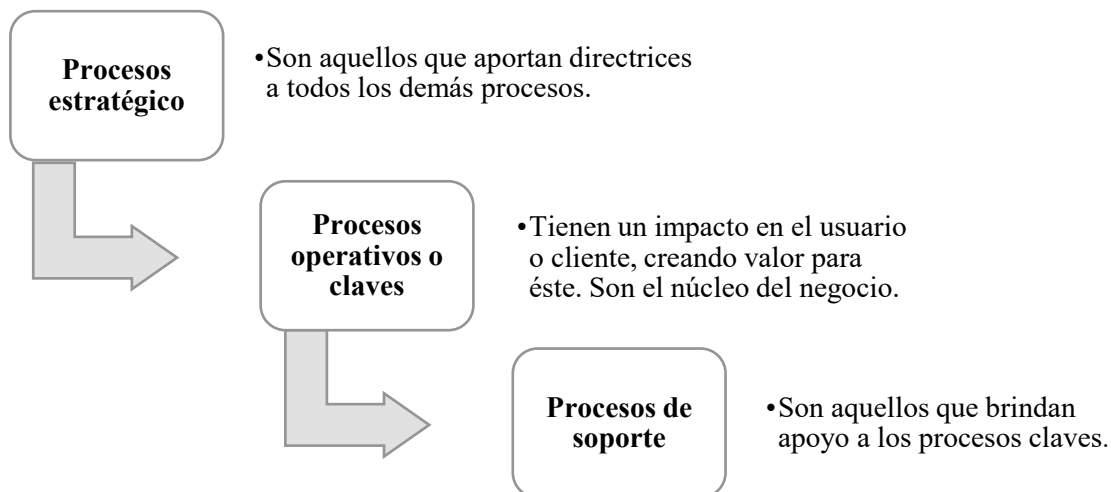 Procesos
estratégico
•Son aquellos que aportan directrices
a todos los demás procesos.
Procesos
operativos o
claves
•Tienen un impacto en el usuario
o cliente, creando valor para
éste. Son el núcleo del negocio.
Procesos de
soporte
•Son aquellos que brindan
apoyo a los procesos claves.